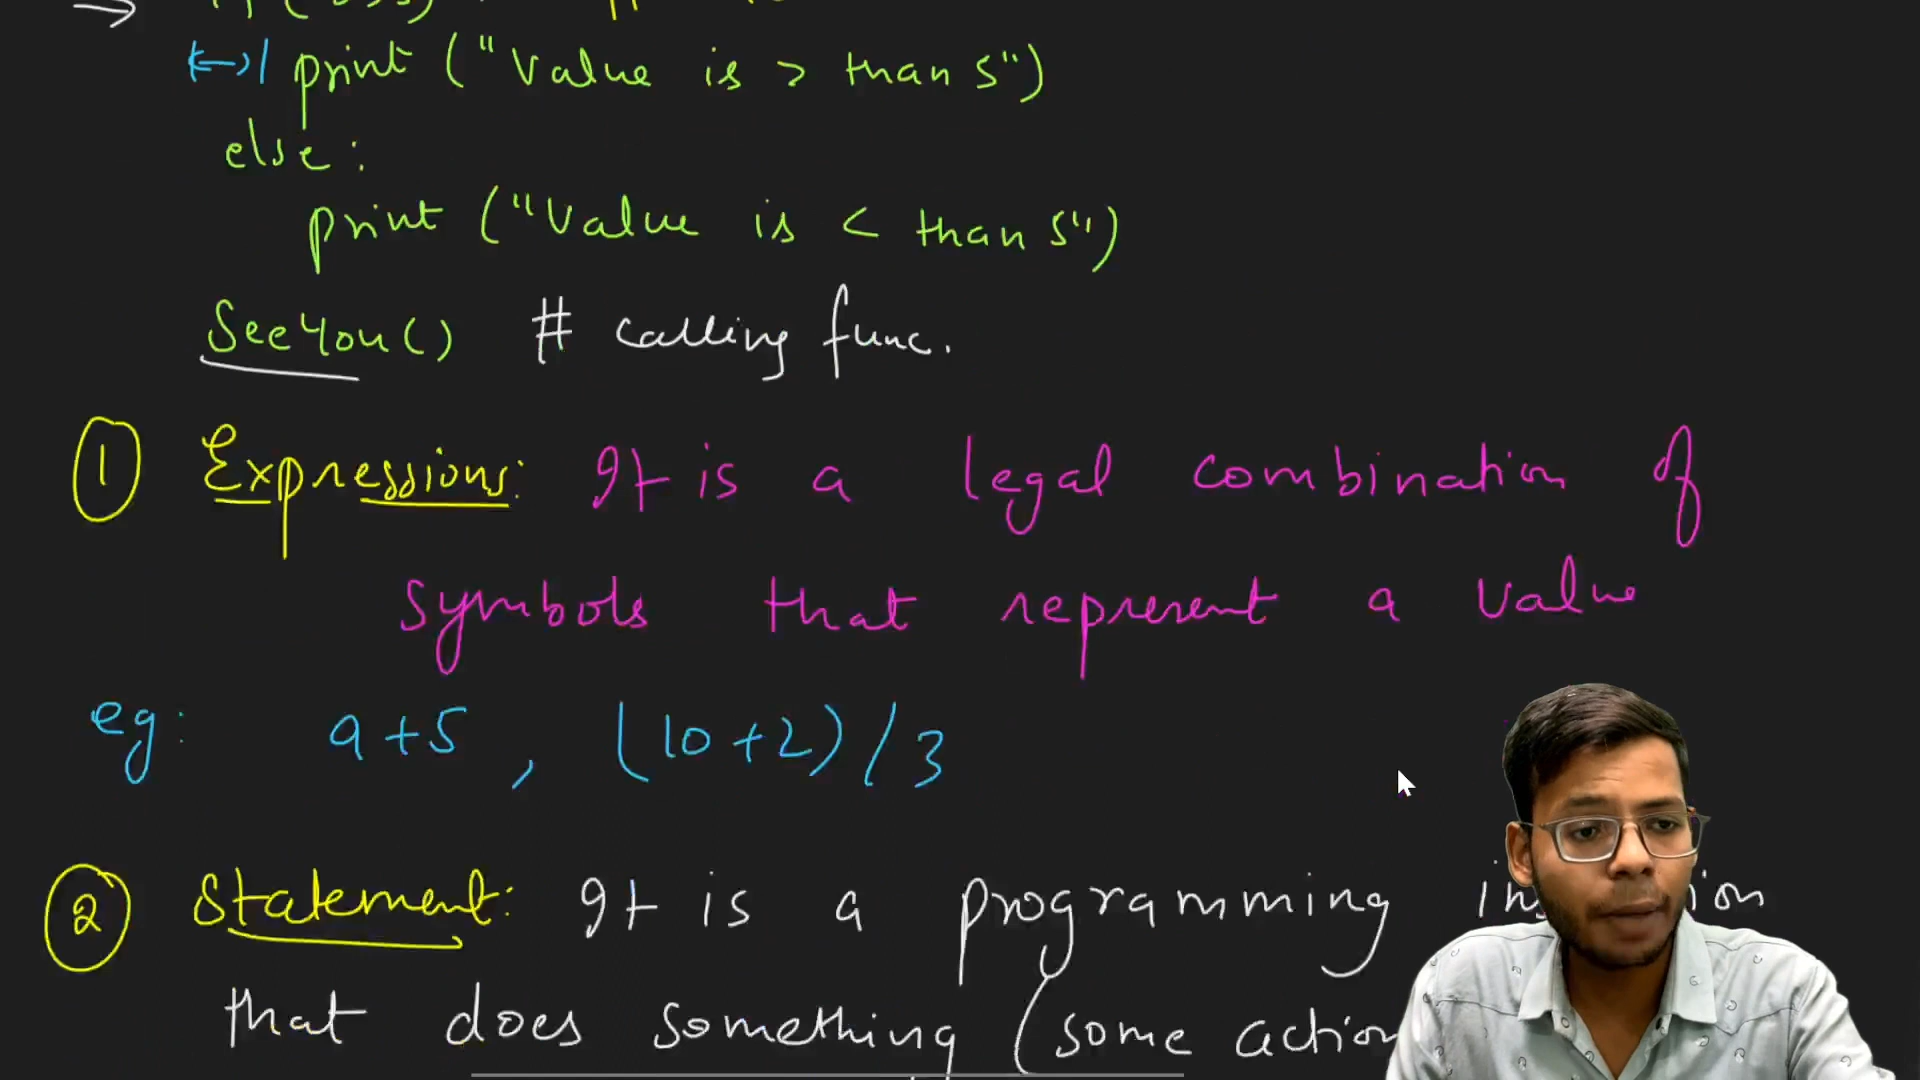 print ("Value is > than 5")
else:
print ("Value is < than 5")
SeeYou() # calling func.
1 Expressions: It is a legal combination of
symbols that represent a value
eg: a+5, (10+2)/3
2 Statement: It is a programming
that does something (some action